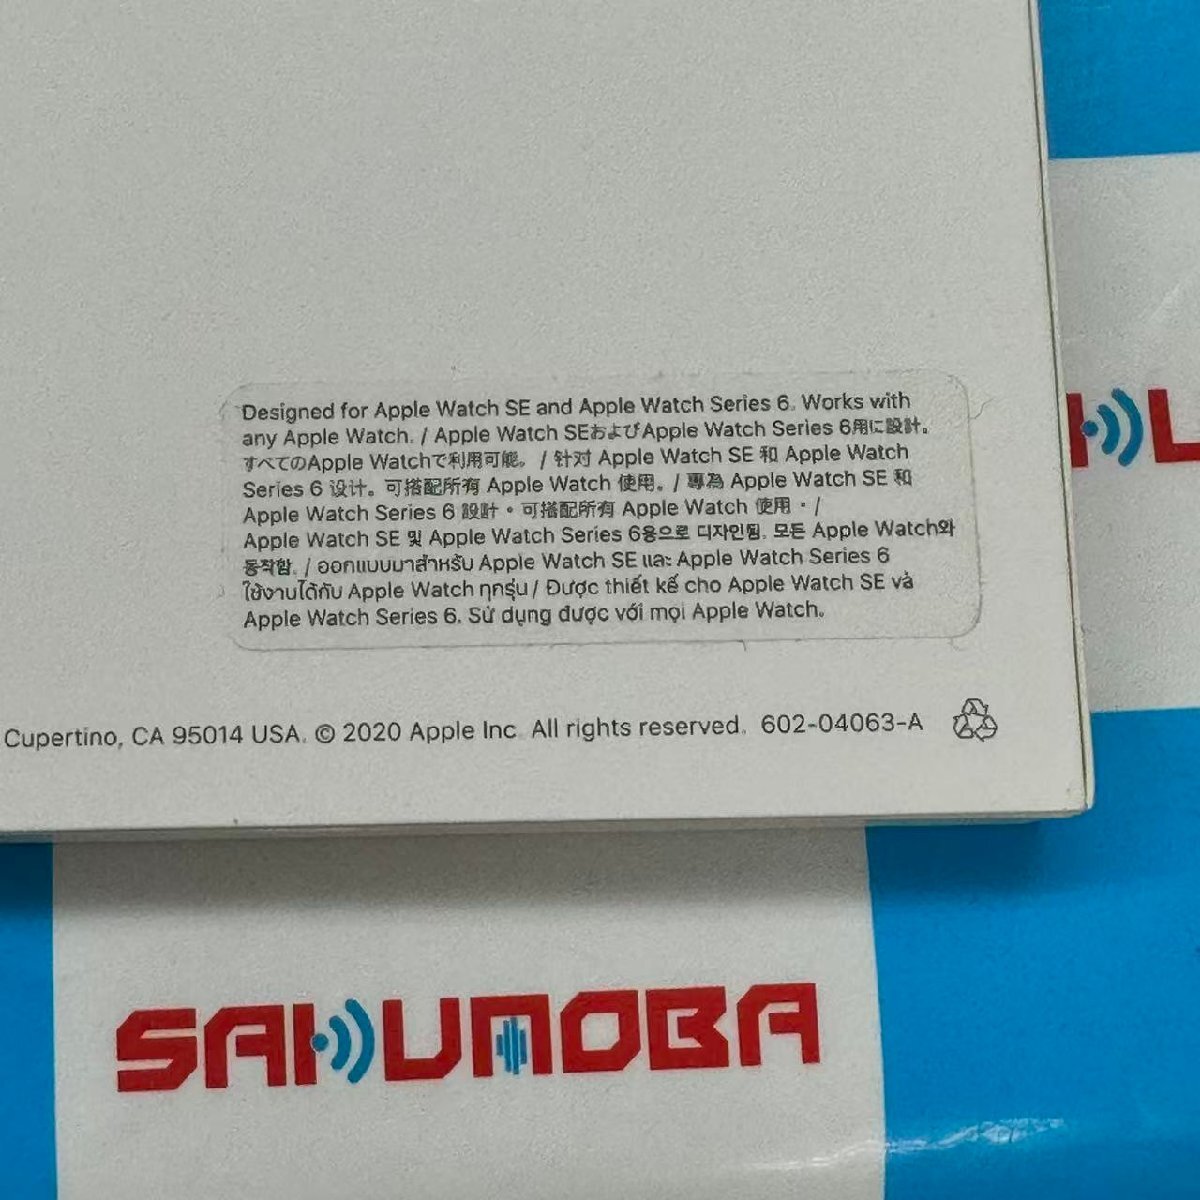 Designed for Apple Watch SE and Apple Watch Series 6. Works with
any Apple Watch. / Apple Watch SEおよびApple Watch Series 6用に設計。
すべてのApple Watchで利用可能。 / 针对 Apple Watch SE 和 Apple Watch
Series 6 设计。可搭配所有 Apple Watch 使用。/ 專為 Apple Watch SE 和
Apple Watch Series 6 設計。可搭配所有 Apple Watch 使用。/
Apple Watch SE 및 Apple Watch Series 6용으로 디자인됨. 모든 Apple Watch와
동작함. / ออกแบบมาสำหรับ Apple Watch SE และ Apple Watch Series 6
ใช้งานได้กับ Apple Watch ทุกรุ่น / Được thiết kế cho Apple Watch SE và
Apple Watch Series 6. Sử dụng được với mọi Apple Watch.
Cupertino, CA 95014 USA. © 2020 Apple Inc. All rights reserved. 602-04063-A
SAKUMOBA